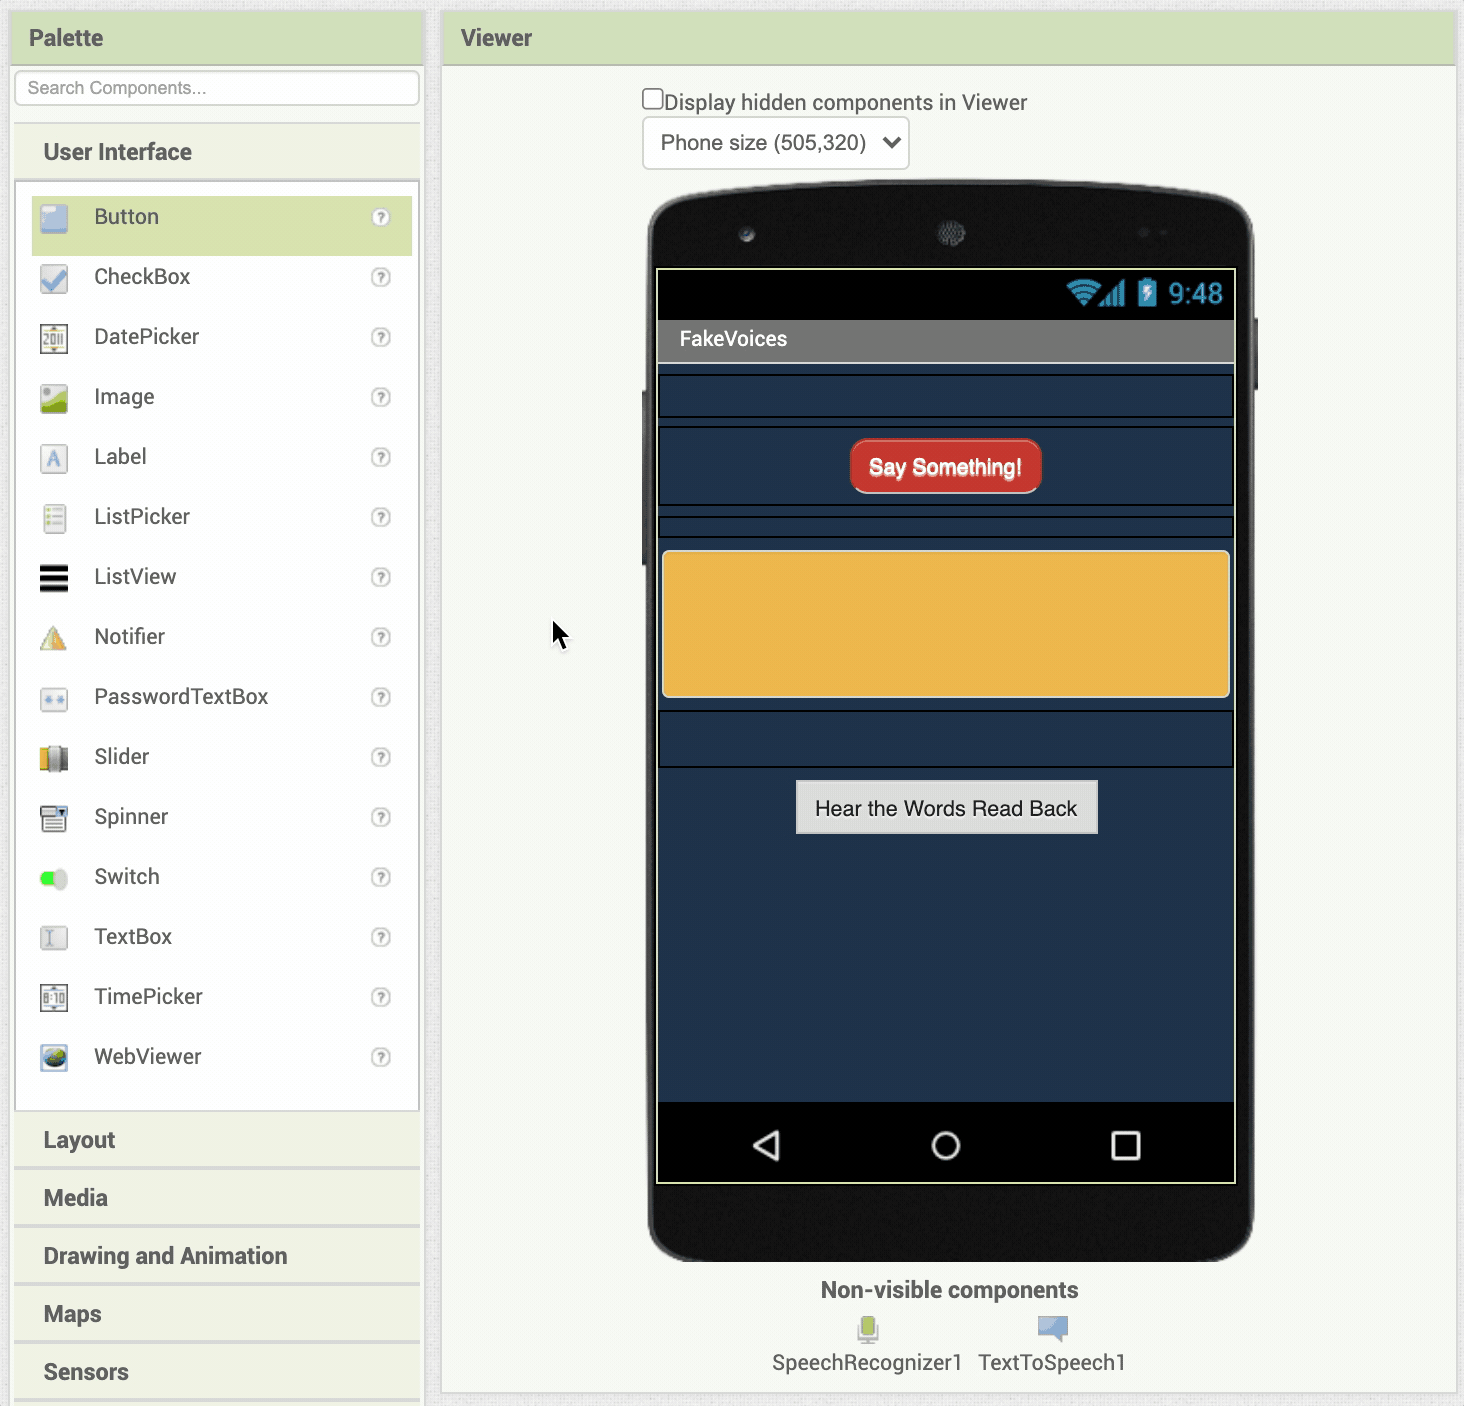 Palette
Search Components...
User Interface
Button ?
CheckBox ?
DatePicker ?
Image ?
Label ?
ListPicker ?
ListView ?
Notifier ?
PasswordTextBox ?
Slider ?
Spinner ?
Switch ?
TextBox ?
TimePicker ?
WebViewer ?
Layout
Media
Drawing and Animation
Maps
Sensors
Viewer
Display hidden components in Viewer
Phone size (505,320)
9:48
FakeVoices
Say Something!
Hear the Words Read Back
Non-visible components
SpeechRecognizer1 TextToSpeech1